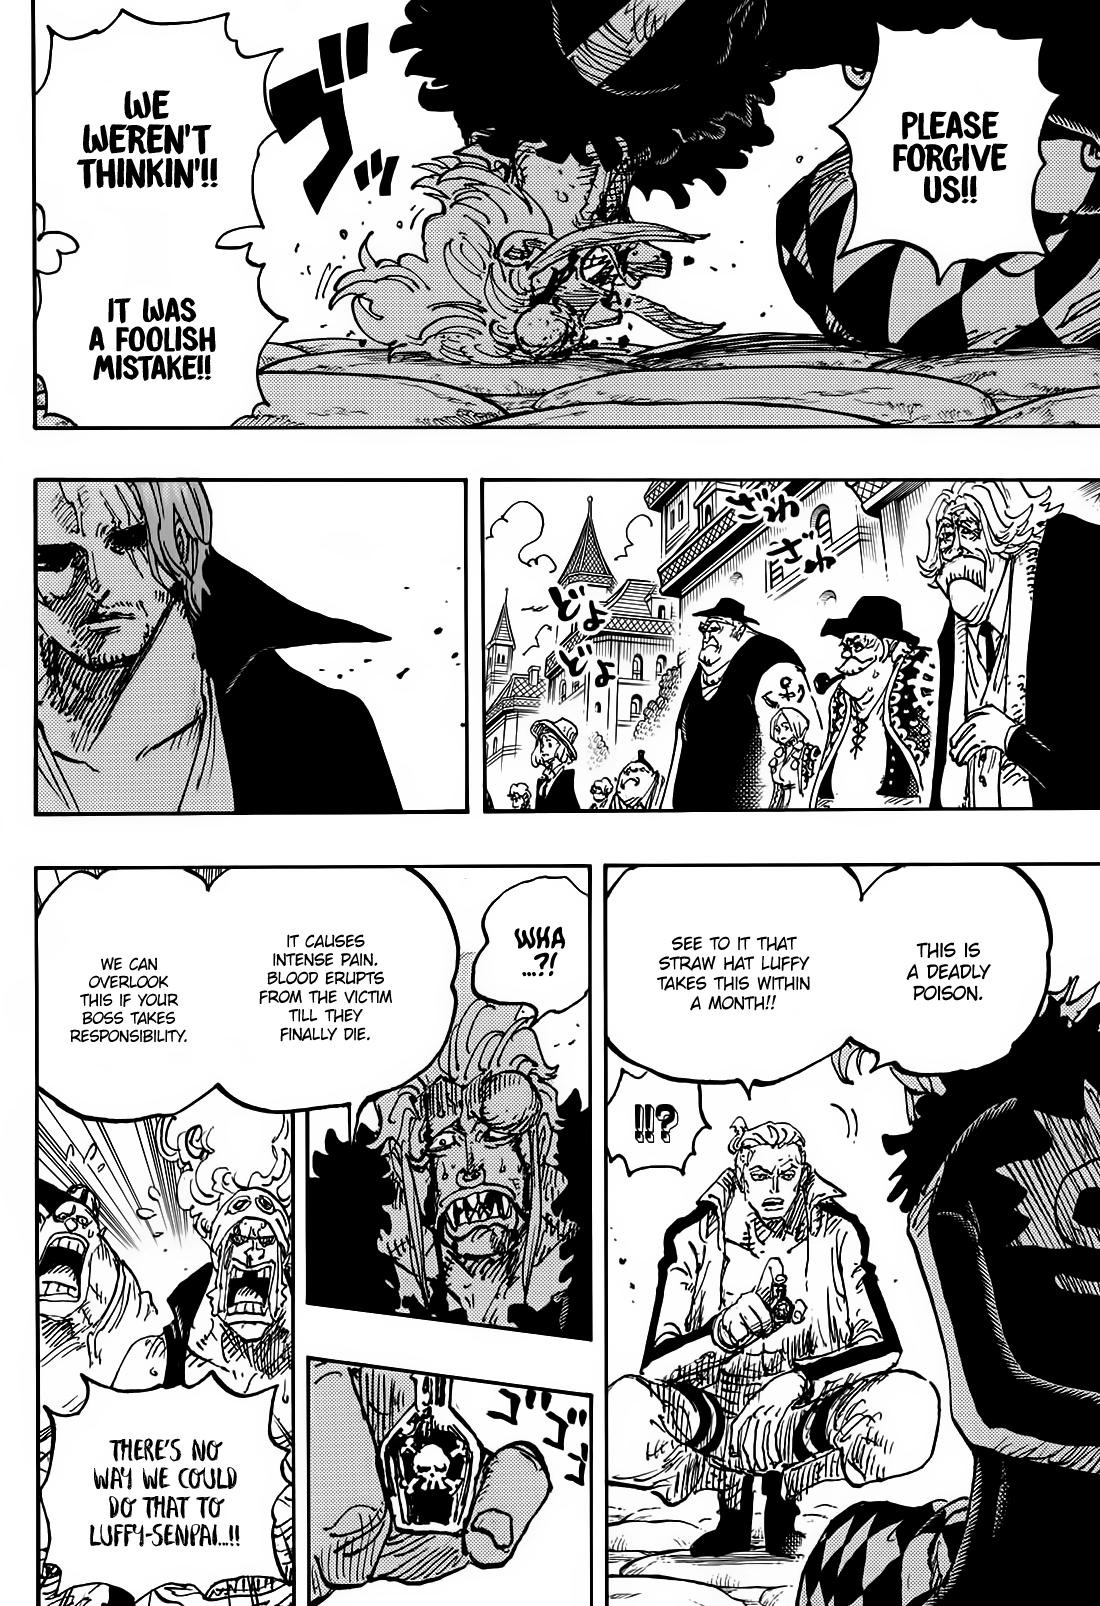 PLEASE
FORGIVE
US!!
ゴ
ッ
WE
WEREN'T
THINKIN'!!
IT WAS
A FOOLISH
MISTAKE!!
ざわ
ざわ
どよ
どよ
THIS IS
A DEADLY
POISON.
SEE TO IT THAT
STRAW HAT LUFFY
TAKES THIS WITHIN
A MONTH!!
!!?
WHA
...?!
IT CAUSES
INTENSE PAIN.
BLOOD ERUPTS
FROM THE VICTIM
TILL THEY
FINALLY DIE.
WE CAN
OVERLOOK
THIS IF YOUR
BOSS TAKES
RESPONSIBILITY.
ゴゴゴ
THERE'S NO
WAY WE COULD
DO THAT TO
LUFFY-SENPAI...!!